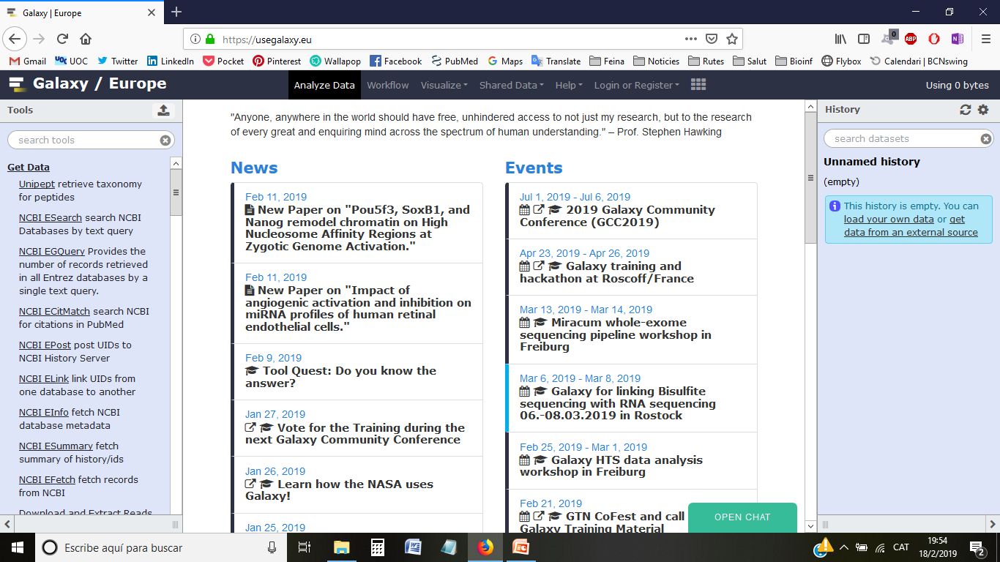 Galaxy | Europe
https://usegalaxy.eu
0
ABP
Gmail
UOC
Twitter
LinkedIn
Pocket
Pinterest
Wallapop
Facebook
PubMed
Maps
Translate
Feina
Noticies
Rutes
Salut
Bioinf
Flybox
Calendari | BCNswing
Galaxy / Europe
Analyze Data
Workflow
Visualize
Shared Data
Help
Login or Register
Using 0 bytes
Tools
search tools
Get Data
Unipept retrieve taxonomy
for peptides
NCBI ESearch search NCBI
Databases by text query
NCBI EGQuery Provides the
number of records retrieved
in all Entrez databases by a
single text query.
NCBI ECitMatch search NCBI
for citations in PubMed
NCBI EPost post UIDs to
NCBI History Server
NCBI ELink link UIDs from
one database to another
NCBI EInfo fetch NCBI
database metadata
NCBI ESummary fetch
summary of history/ids
NCBI EFetch fetch records
from NCBI
Download and Extract Reads
"Anyone, anywhere in the world should have free, unhindered access to not just my research, but to the research
of every great and enquiring mind across the spectrum of human understanding." – Prof. Stephen Hawking
News
Feb 11, 2019
New Paper on "Pou5f3, SoxB1, and
Nanog remodel chromatin on High
Nucleosome Affinity Regions at
Zygotic Genome Activation."
Feb 11, 2019
New Paper on "Impact of
angiogenic activation and inhibition on
miRNA profiles of human retinal
endothelial cells."
Feb 9, 2019
Tool Quest: Do you know the
answer?
Jan 27, 2019
Vote for the Training during the
next Galaxy Community Conference
Jan 26, 2019
Learn how the NASA uses
Galaxy!
Jan 25, 2019
Events
Jul 1, 2019 - Jul 6, 2019
2019 Galaxy Community
Conference (GCC2019)
Apr 23, 2019 - Apr 26, 2019
Galaxy training and
hackathon at Roscoff/France
Mar 13, 2019 - Mar 14, 2019
Miracum whole-exome
sequencing pipeline workshop in
Freiburg
Mar 6, 2019 - Mar 8, 2019
Galaxy for linking Bisulfite
sequencing with RNA sequencing
06.-08.03.2019 in Rostock
Feb 25, 2019 - Mar 1, 2019
Galaxy HTS data analysis
workshop in Freiburg
Feb 21, 2019
GTN CoFest and call
Galaxy Training Material
OPEN CHAT
History
search datasets
Unnamed history
(empty)
This history is empty. You can
load your own data or get
data from an external source
Escribe aquí para buscar
CAT
19:54
18/2/2019
2